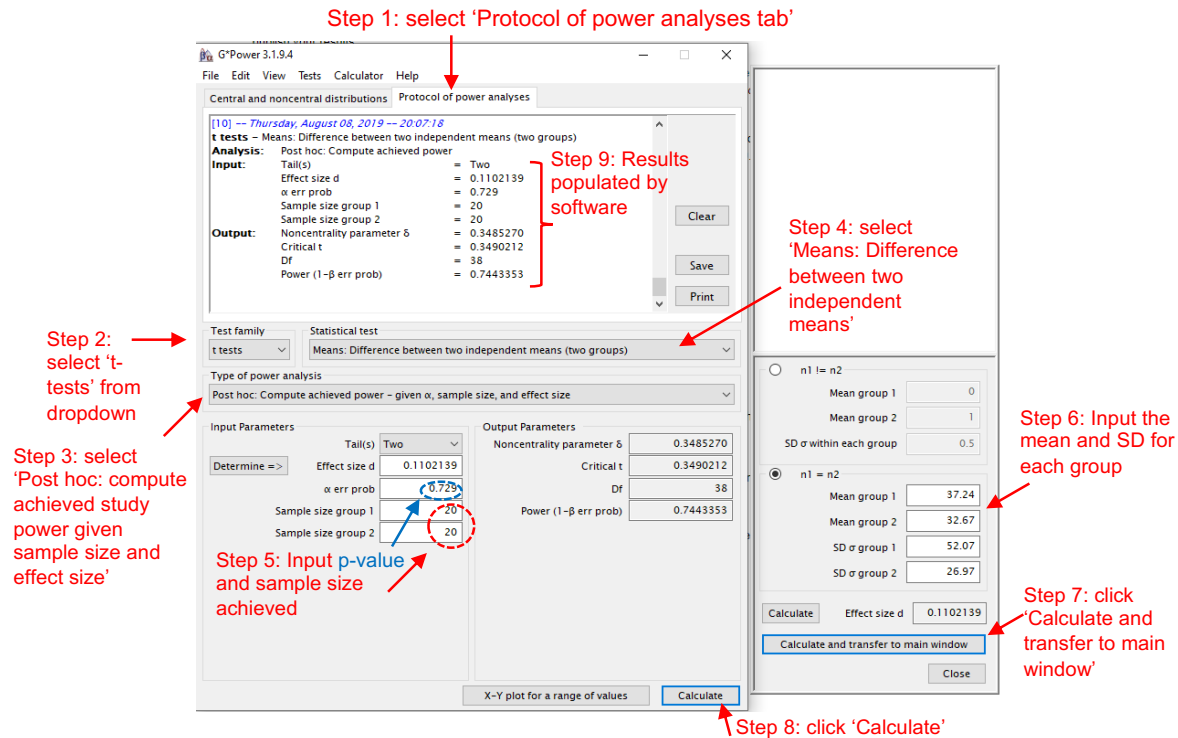 Step 1: select ‘Protocol of power analyses tab’
G*Power 3.1.9.4
File Edit View Tests Calculator Help
Central and noncentral distributions Protocol of power analyses
[10] -- Thursday, August 08, 2019 -- 20:07:18
t tests – Means: Difference between two independent means (two groups)
Analysis: Post hoc: Compute achieved power
Input: Tail(s) = Two
Effect size d = 0.1102139
α err prob = 0.729
Sample size group 1 = 20
Sample size group 2 = 20
Output: Noncentrality parameter δ = 0.3485270
Critical t = 0.3490212
Df = 38
Power (1-β err prob) = 0.7443353
Step 9: Results
populated by
software
Clear
Save
Print
Step 4: select
‘Means: Difference
between two
independent
means’
Step 2:
select ‘t-
tests’ from
dropdown
Test family
t tests
Statistical test
Means: Difference between two independent means (two groups)
Type of power analysis
Post hoc: Compute achieved power – given α, sample size, and effect size
Step 3: select
‘Post hoc: compute
achieved study
power given
sample size and
effect size’
Input Parameters
Tail(s) Two
Determine => Effect size d 0.1102139
α err prob 0.729
Sample size group 1 20
Sample size group 2 20
Step 5: Input p-value
and sample size
achieved
Output Parameters
Noncentrality parameter δ 0.3485270
Critical t 0.3490212
Df 38
Power (1-β err prob) 0.7443353
n1 != n2
Mean group 1 0
Mean group 2 1
SD σ within each group 0.5
n1 = n2
Mean group 1 37.24
Mean group 2 32.67
SD σ group 1 52.07
SD σ group 2 26.97
Step 6: Input the
mean and SD for
each group
Calculate Effect size d 0.1102139
Calculate and transfer to main window
Close
Step 7: click
‘Calculate and
transfer to main
window’
X-Y plot for a range of values Calculate
Step 8: click ‘Calculate’